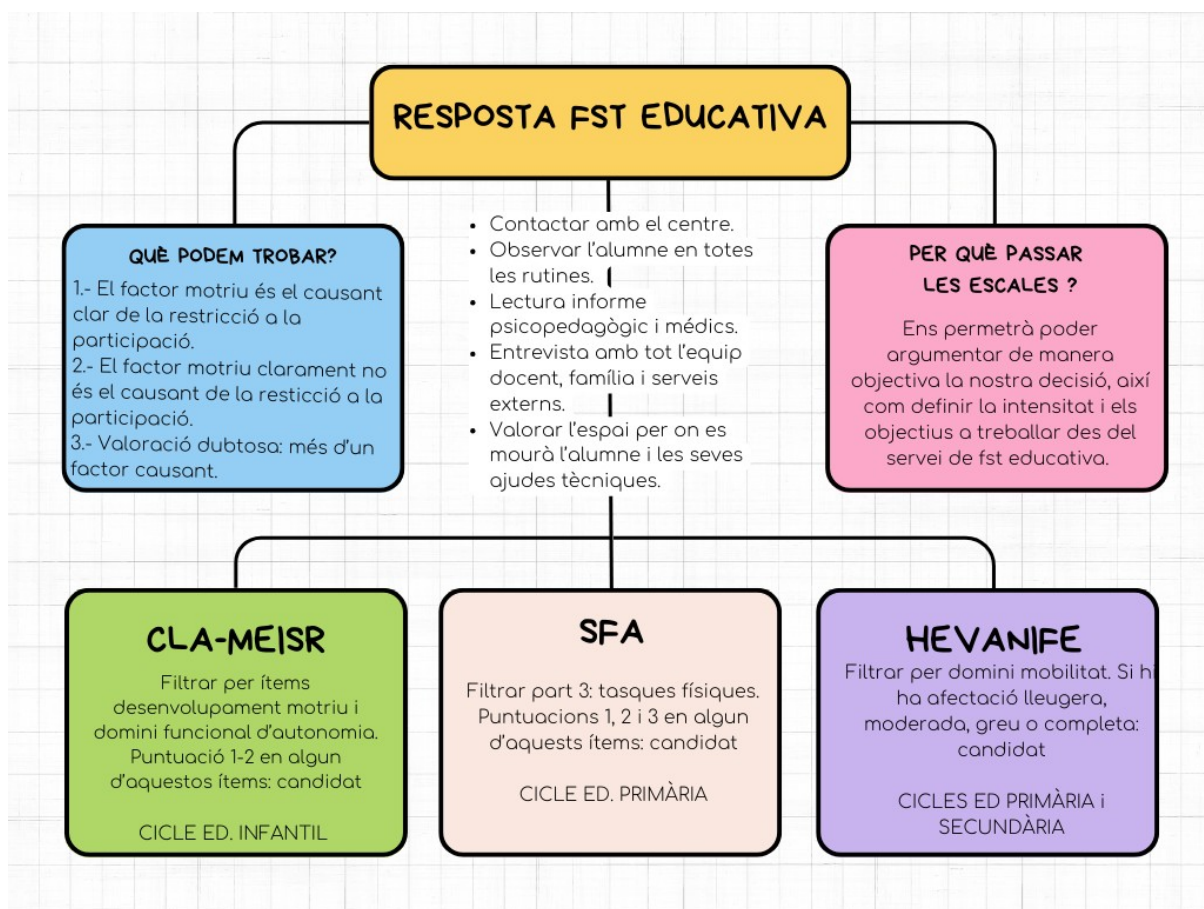 RESPOSTA FST EDUCATIVA
QUÈ PODEM TROBAR?
1.- El factor motriu és el causant
clar de la restricció a la
participació.
2.- El factor motriu clarament no
és el causant de la resticció a la
participació.
3.- Valoració dubtosa: més d'un
factor causant.
• Contactar amb el centre.
• Observar l'alumne en totes
les rutines.
• Lectura informe
psicopedagògic i médics.
• Entrevista amb tot l'equip
docent, família i serveis
externs.
• Valorar l'espai per on es
mourà l'alumne i les seves
ajudes tècniques.
PER QUÈ PASSAR
LES ESCALES ?
Ens permetrà poder
argumentar de manera
objectiva la nostra decisió, així
com definir la intensitat i els
objectius a treballar des del
servei de fst educativa.
CLA-MEISR
Filtrar per ítems
desenvolupament motriu i
domini funcional d'autonomia.
Puntuació 1-2 en algun
d'aquestos ítems: candidat
CICLE ED. INFANTIL
SFA
Filtrar part 3: tasques físiques.
Puntuacions 1, 2 i 3 en algun
d'aquests ítems: candidat
CICLE ED. PRIMÀRIA
HEVANIFE
Filtrar per domini mobilitat. Si hi
ha afectació lleugera,
moderada, greu o completa:
candidat
CICLES ED PRIMÀRIA i
SECUNDÀRIA